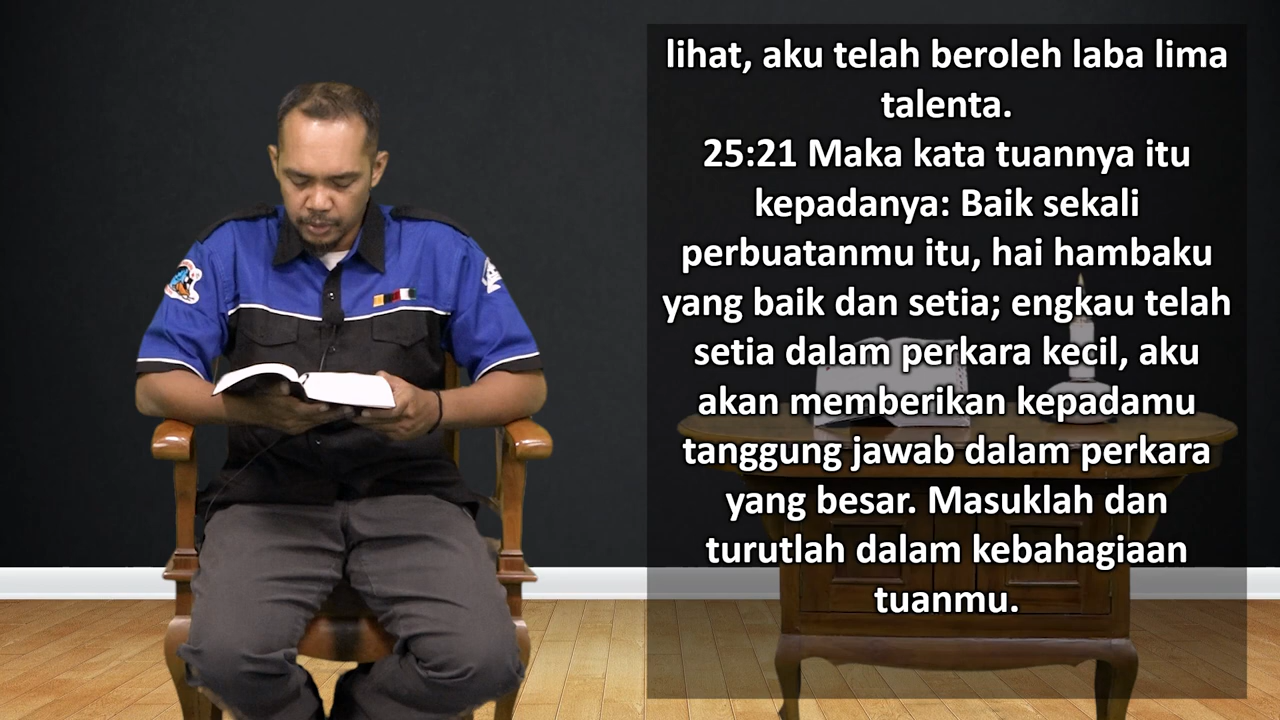 lihat, aku telah beroleh laba lima
talenta.
25:21 Maka kata tuannya itu
kepadanya: Baik sekali
perbuatanmu itu, hai hambaku
yang baik dan setia; engkau telah
setia dalam perkara kecil, aku
akan memberikan kepadamu
tanggung jawab dalam perkara
yang besar. Masuklah dan
turutlah dalam kebahagiaan
tuanmu.